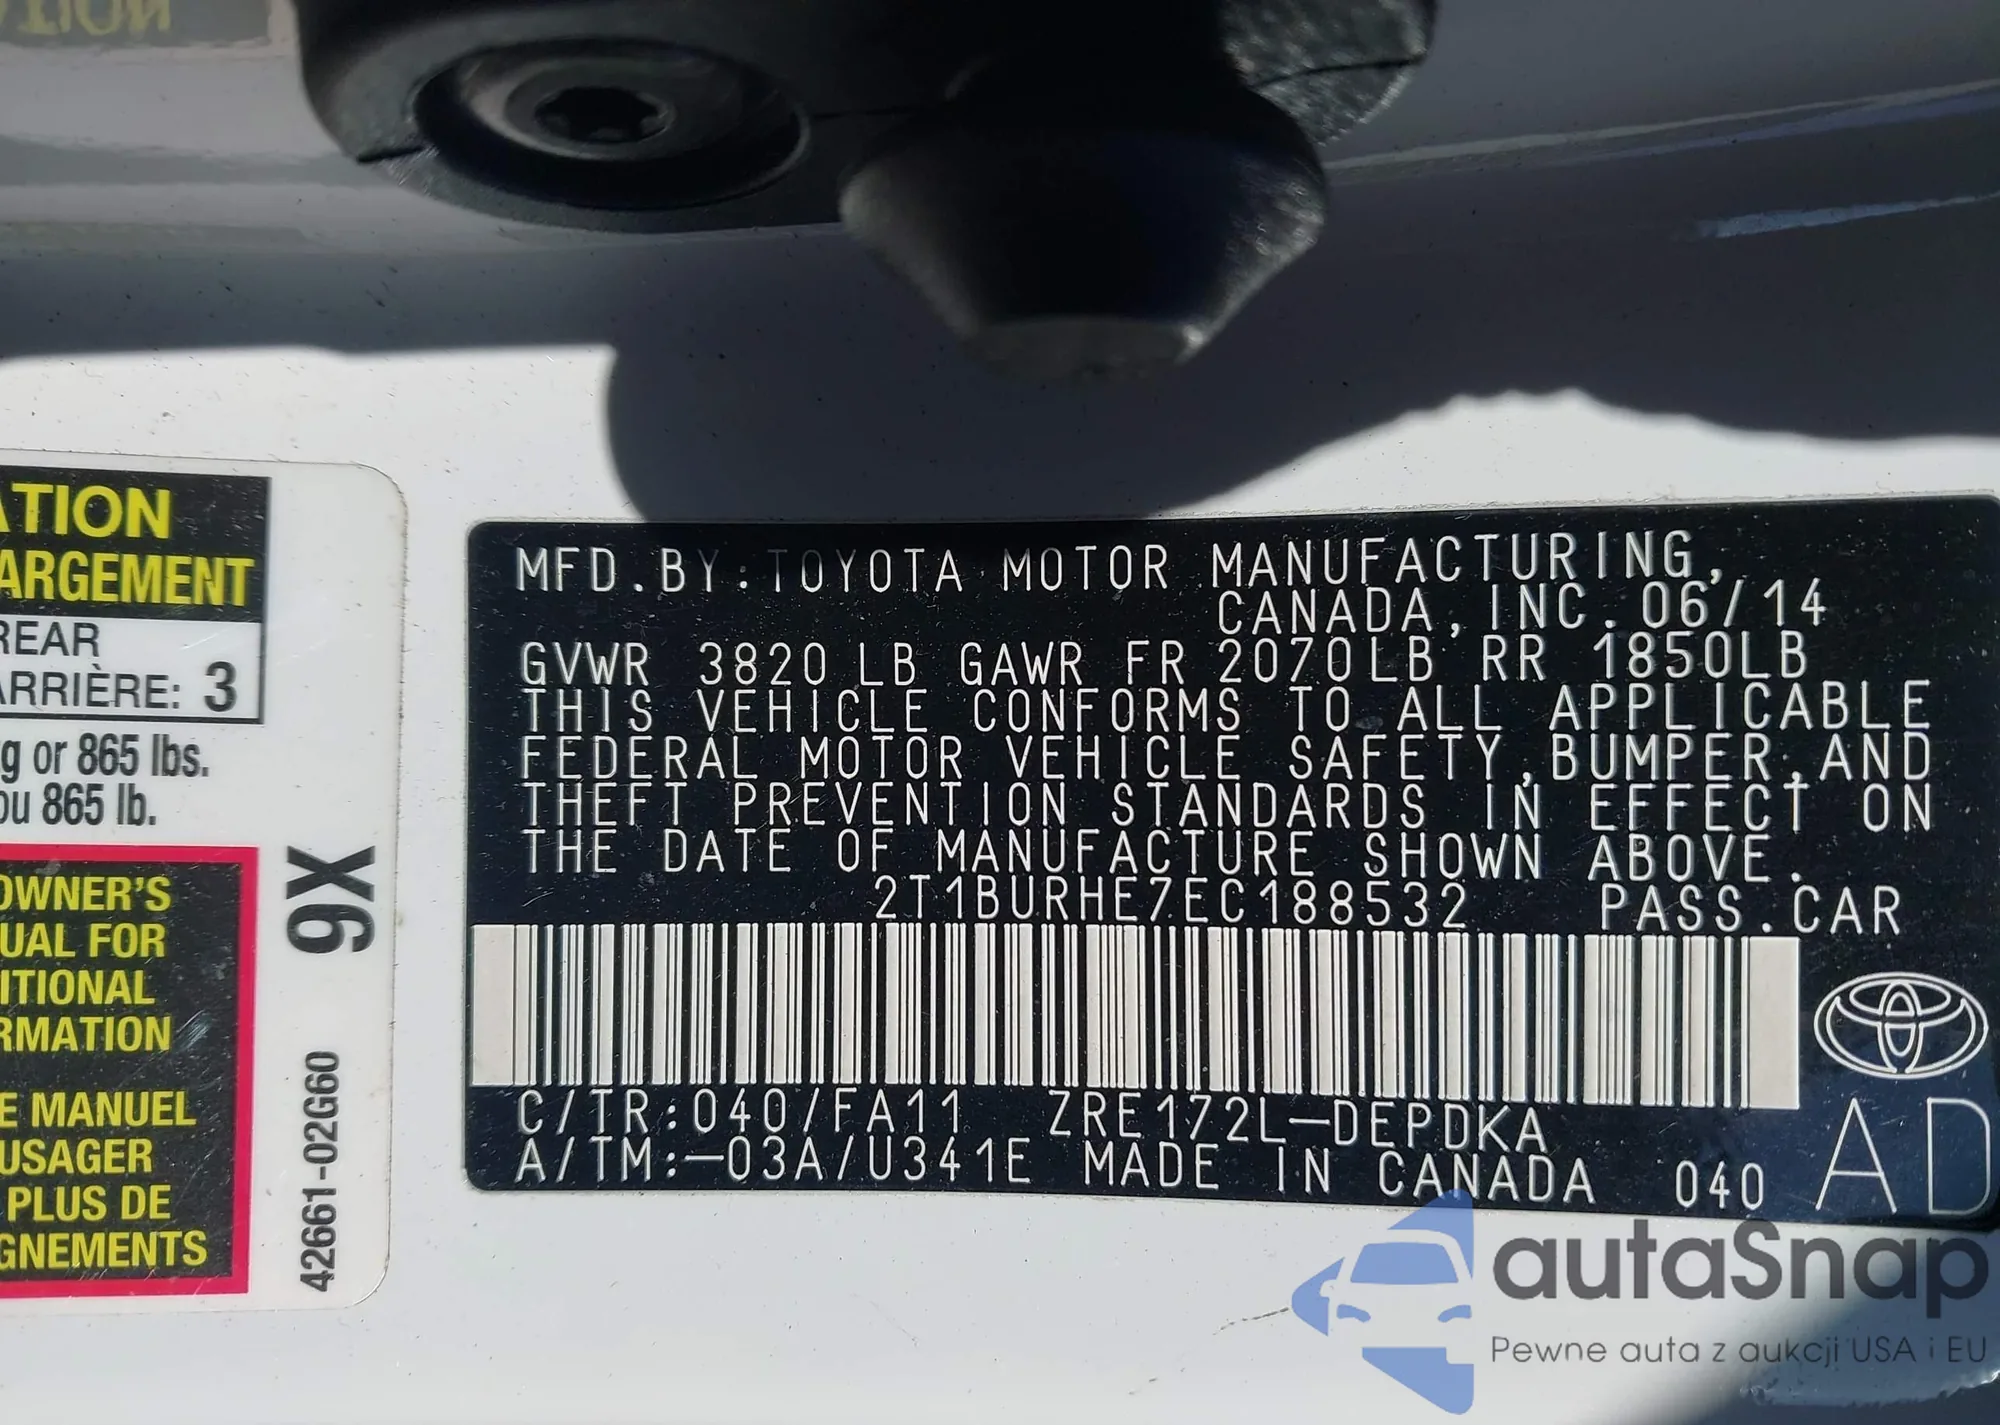 ATION
ARGEMENT
REAR
ARRIÈRE: 3
g or 865 lbs.
ou 865 lb.
OWNER'S
UAL FOR
ITIONAL
RMATION
E MANUEL
USAGER
PLUS DE
GNEMENTS
9X
42661-02G60
MFD.BY:TOYOTA MOTOR MANUFACTURING,
CANADA, INC. 06/14
GVWR 3820 LB GAWR FR 2070LB RR 1850LB
THIS VEHICLE CONFORMS TO ALL APPLICABLE
FEDERAL MOTOR VEHICLE SAFETY,BUMPER,AND
THEFT PREVENTION STANDARDS IN EFFECT ON
THE DATE OF MANUFACTURE SHOWN ABOVE.
2T1BURHE7EC188532 PASS.CAR
C/TR:040/FA11 ZRE172L-DEPDKA
A/TM:-03A/U341E MADE IN CANADA 040
AD
autaSnap
Pewne auta z aukcji USA i EU